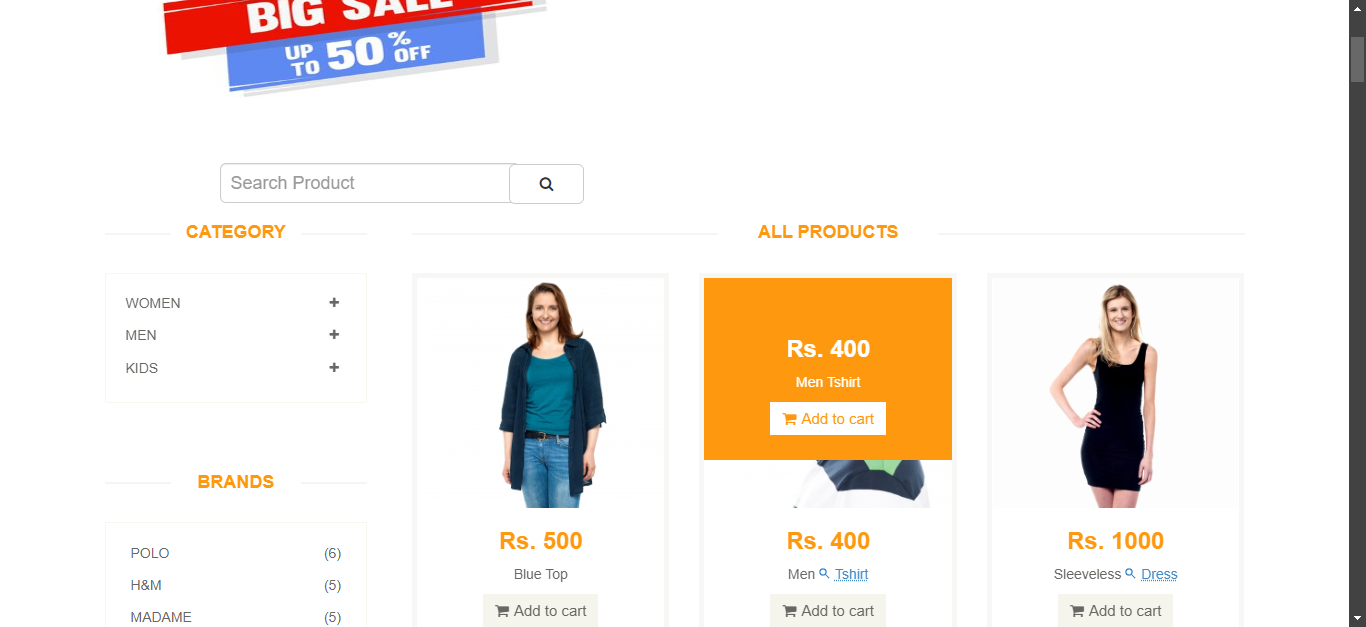 BIG SALE
UP TO 50% OFF
Search Product
CATEGORY
WOMEN
MEN
KIDS
BRANDS
POLO (6)
H&M (5)
MADAME (5)
ALL PRODUCTS
Rs. 500
Blue Top
Add to cart
Rs. 400
Men Tshirt
Add to cart
Rs. 400
Men Tshirt
Add to cart
Rs. 1000
Sleeveless Dress
Add to cart